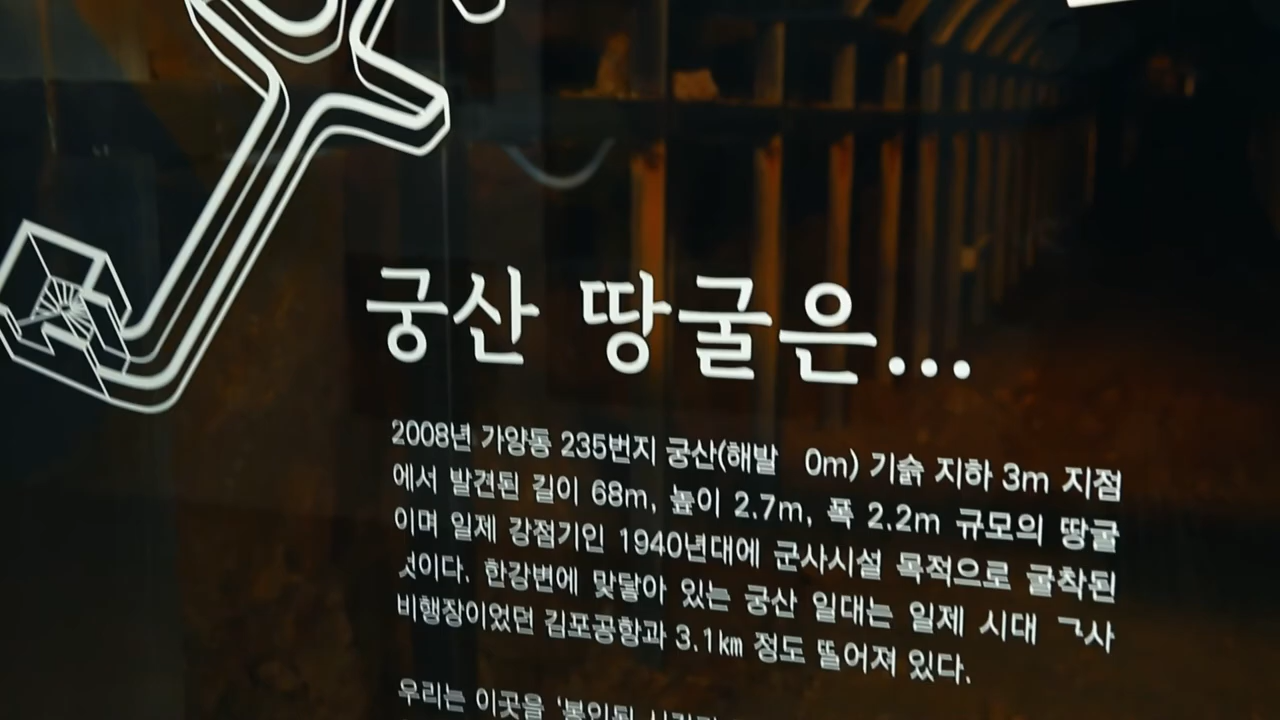 궁산 땅굴은...
2008년 가양동 235번지 궁산(해발 0m) 기슭 지하 3m 지점
에서 발견된 길이 68m, 높이 2.7m, 폭 2.2m 규모의 땅굴
이며 일제 강점기인 1940년대에 군사시설 목적으로 굴착된
이다. 한강변에 맞닿아 있는 궁산 일대는 일제 시대
비행장이었던 김포공항과 3.1km 정도 떨어져 있다.
우리는 이곳을